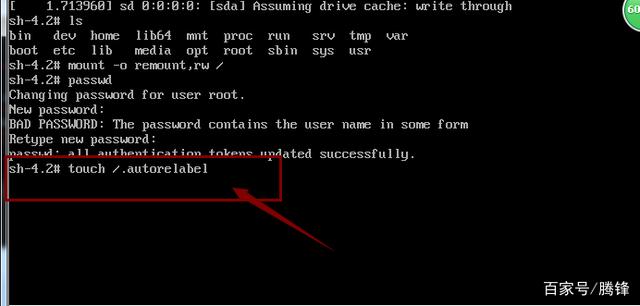 [    1.713960] sd 0:0:0:0: [sda] Assuming drive cache: write through
sh-4.2# ls
bin   dev  home  lib64  mnt  proc  run   srv  tmp  var
boot  etc  lib   media  opt  root  sbin  sys  usr
sh-4.2# mount -o remount,rw /
sh-4.2# passwd
Changing password for user root.
New password:
BAD PASSWORD: The password contains the user name in some form
Retype new password:
passwd: all authentication tokens updated successfully.
sh-4.2# touch /.autorelabel
60
百家号/腾锋